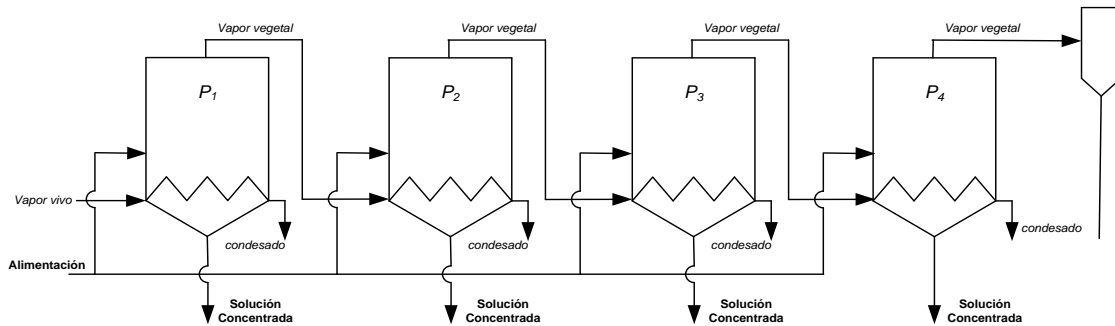 Vapor vegetal
Vapor vegetal
Vapor vegetal
Vapor vegetal
P1
P2
P3
P4
Vapor vivo
condesado
condesado
condesado
condesado
Alimentación
Solución
Concentrada
Solución
Concentrada
Solución
Concentrada
Solución
Concentrada